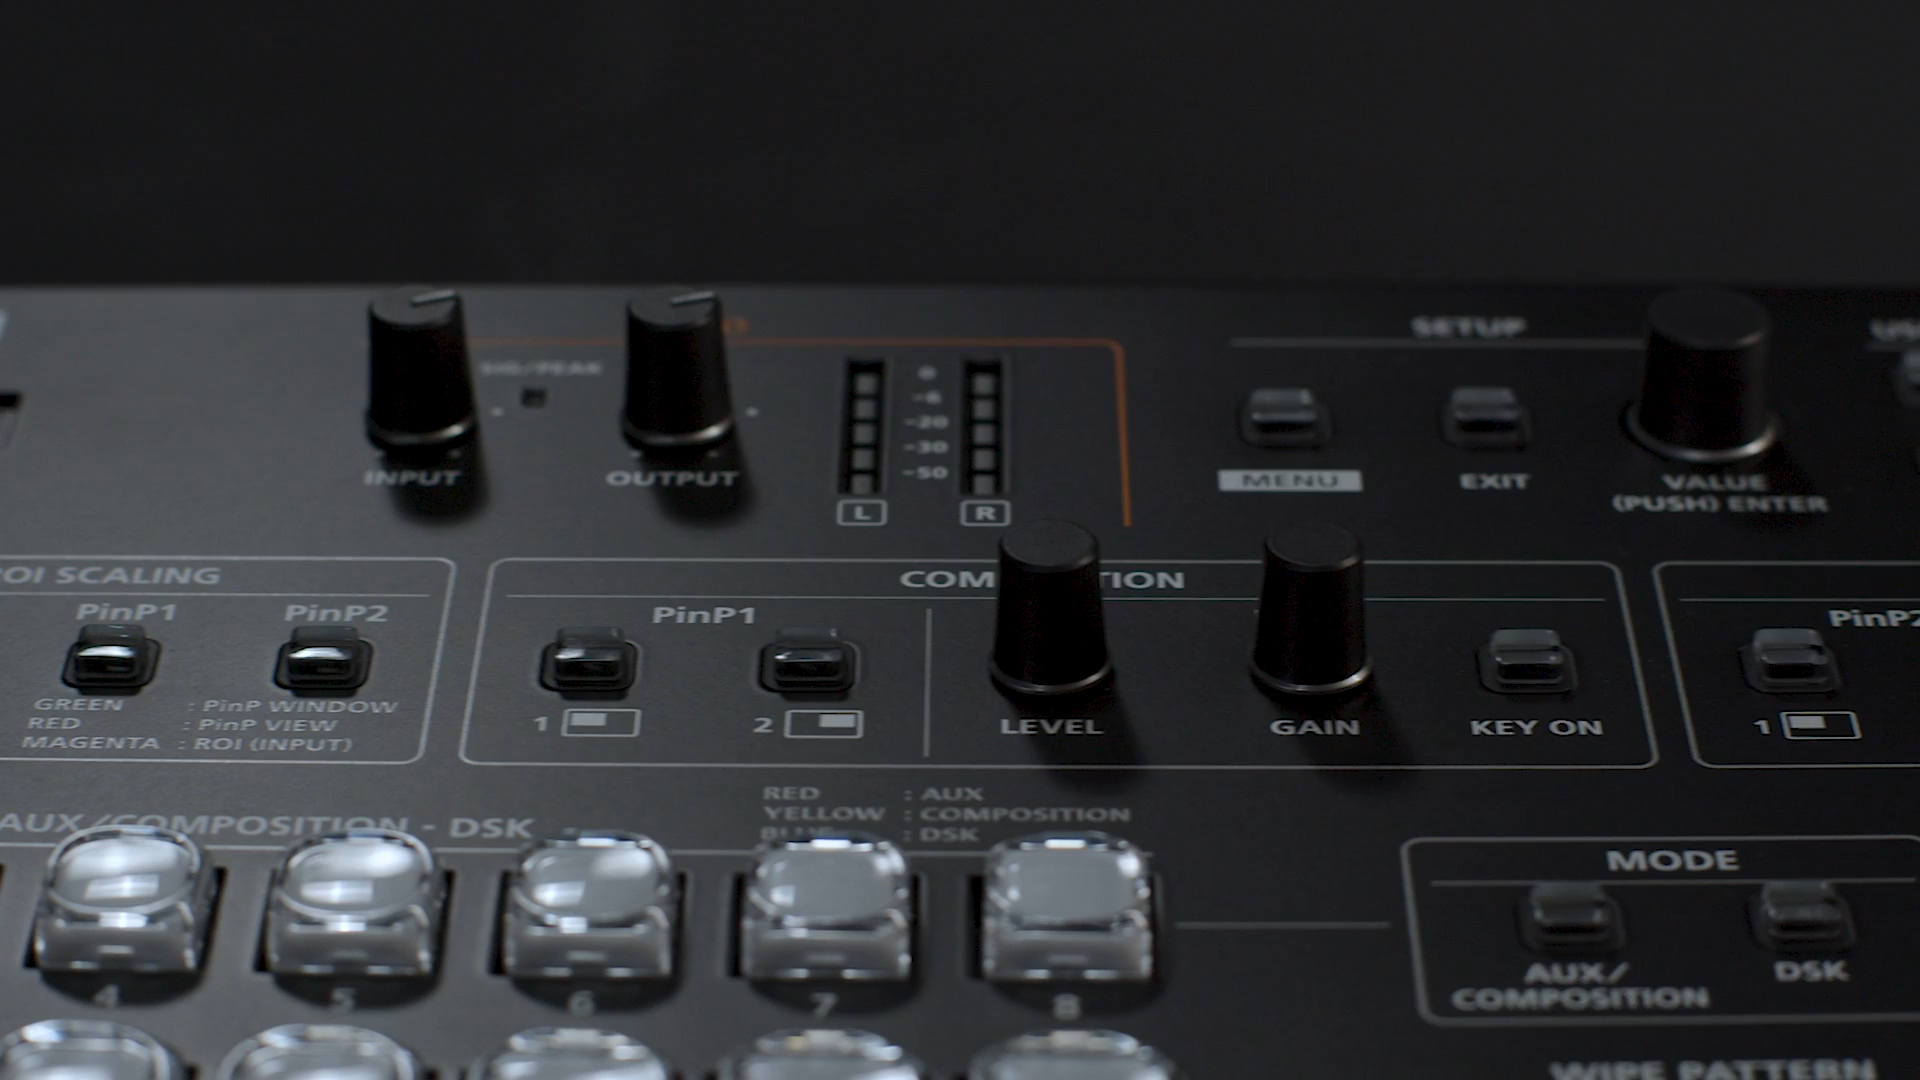 SETUP
SIG/PEAK
0
-6
-20
-30
-50
INPUT
OUTPUT
L
R
MENU
EXIT
VALUE
(PUSH) ENTER
SCALING
PinP1
PinP2
GREEN : PinP WINDOW
RED : PinP VIEW
MAGENTA : ROI (INPUT)
PinP1
1
2
LEVEL
GAIN
KEY ON
1
RED : AUX
YELLOW : COMPOSITION
: DSK
AUX/COMPOSITION - DSK
4
5
6
7
8
MODE
AUX/
COMPOSITION
DSK
WIPE PATTERN